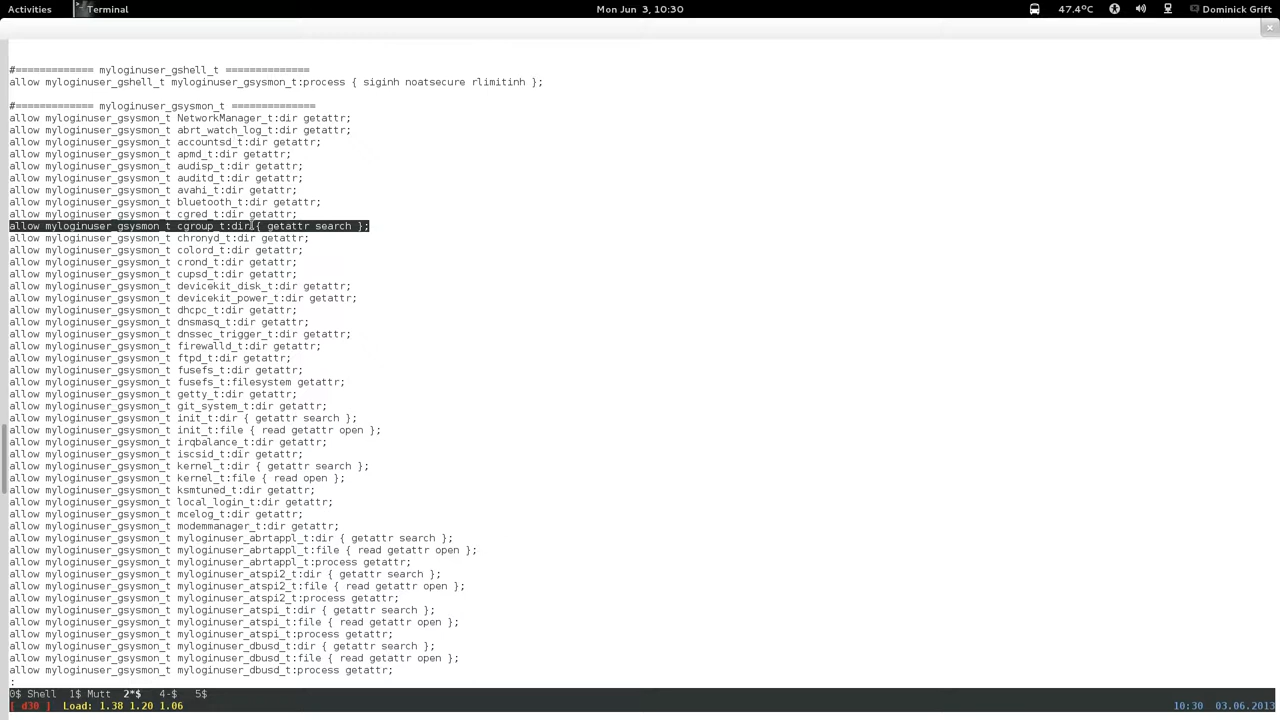 Activities Terminal Mon Jun 3, 10:30 47.4°C Dominick Grift
#============= myloginuser_gshell_t ==============
allow myloginuser_gshell_t myloginuser_gsysmon_t:process { siginh noatsecure rlimitinh };
#============= myloginuser_gsysmon_t ==============
allow myloginuser_gsysmon_t NetworkManager_t:dir getattr;
allow myloginuser_gsysmon_t abrt_watch_log_t:dir getattr;
allow myloginuser_gsysmon_t accountsd_t:dir getattr;
allow myloginuser_gsysmon_t apmd_t:dir getattr;
allow myloginuser_gsysmon_t audisp_t:dir getattr;
allow myloginuser_gsysmon_t auditd_t:dir getattr;
allow myloginuser_gsysmon_t avahi_t:dir getattr;
allow myloginuser_gsysmon_t bluetooth_t:dir getattr;
allow myloginuser_gsysmon_t cgred_t:dir getattr;
allow myloginuser_gsysmon_t cgroup_t:dir { getattr search };
allow myloginuser_gsysmon_t chronyd_t:dir getattr;
allow myloginuser_gsysmon_t colord_t:dir getattr;
allow myloginuser_gsysmon_t crond_t:dir getattr;
allow myloginuser_gsysmon_t cupsd_t:dir getattr;
allow myloginuser_gsysmon_t devicekit_disk_t:dir getattr;
allow myloginuser_gsysmon_t devicekit_power_t:dir getattr;
allow myloginuser_gsysmon_t dhcpc_t:dir getattr;
allow myloginuser_gsysmon_t dnsmasq_t:dir getattr;
allow myloginuser_gsysmon_t dnssec_trigger_t:dir getattr;
allow myloginuser_gsysmon_t firewalld_t:dir getattr;
allow myloginuser_gsysmon_t ftpd_t:dir getattr;
allow myloginuser_gsysmon_t fusefs_t:dir getattr;
allow myloginuser_gsysmon_t fusefs_t:filesystem getattr;
allow myloginuser_gsysmon_t getty_t:dir getattr;
allow myloginuser_gsysmon_t git_system_t:dir getattr;
allow myloginuser_gsysmon_t init_t:dir { getattr search };
allow myloginuser_gsysmon_t init_t:file { read getattr open };
allow myloginuser_gsysmon_t irqbalance_t:dir getattr;
allow myloginuser_gsysmon_t iscsid_t:dir getattr;
allow myloginuser_gsysmon_t kernel_t:dir { getattr search };
allow myloginuser_gsysmon_t kernel_t:file { read open };
allow myloginuser_gsysmon_t ksmtuned_t:dir getattr;
allow myloginuser_gsysmon_t local_login_t:dir getattr;
allow myloginuser_gsysmon_t mcelog_t:dir getattr;
allow myloginuser_gsysmon_t modemmanager_t:dir getattr;
allow myloginuser_gsysmon_t myloginuser_abrtappl_t:dir { getattr search };
allow myloginuser_gsysmon_t myloginuser_abrtappl_t:file { read getattr open };
allow myloginuser_gsysmon_t myloginuser_abrtappl_t:process getattr;
allow myloginuser_gsysmon_t myloginuser_atspi2_t:dir { getattr search };
allow myloginuser_gsysmon_t myloginuser_atspi2_t:file { read getattr open };
allow myloginuser_gsysmon_t myloginuser_atspi2_t:process getattr;
allow myloginuser_gsysmon_t myloginuser_atspi_t:dir { getattr search };
allow myloginuser_gsysmon_t myloginuser_atspi_t:file { read getattr open };
allow myloginuser_gsysmon_t myloginuser_atspi_t:process getattr;
allow myloginuser_gsysmon_t myloginuser_dbusd_t:dir { getattr search };
allow myloginuser_gsysmon_t myloginuser_dbusd_t:file { read getattr open };
allow myloginuser_gsysmon_t myloginuser_dbusd_t:process getattr;
:
0$ Shell 1$ Mutt 2*$ 4-$ 5$
[ d30 ] Load: 1.38 1.20 1.06 10:30 03.06.2013